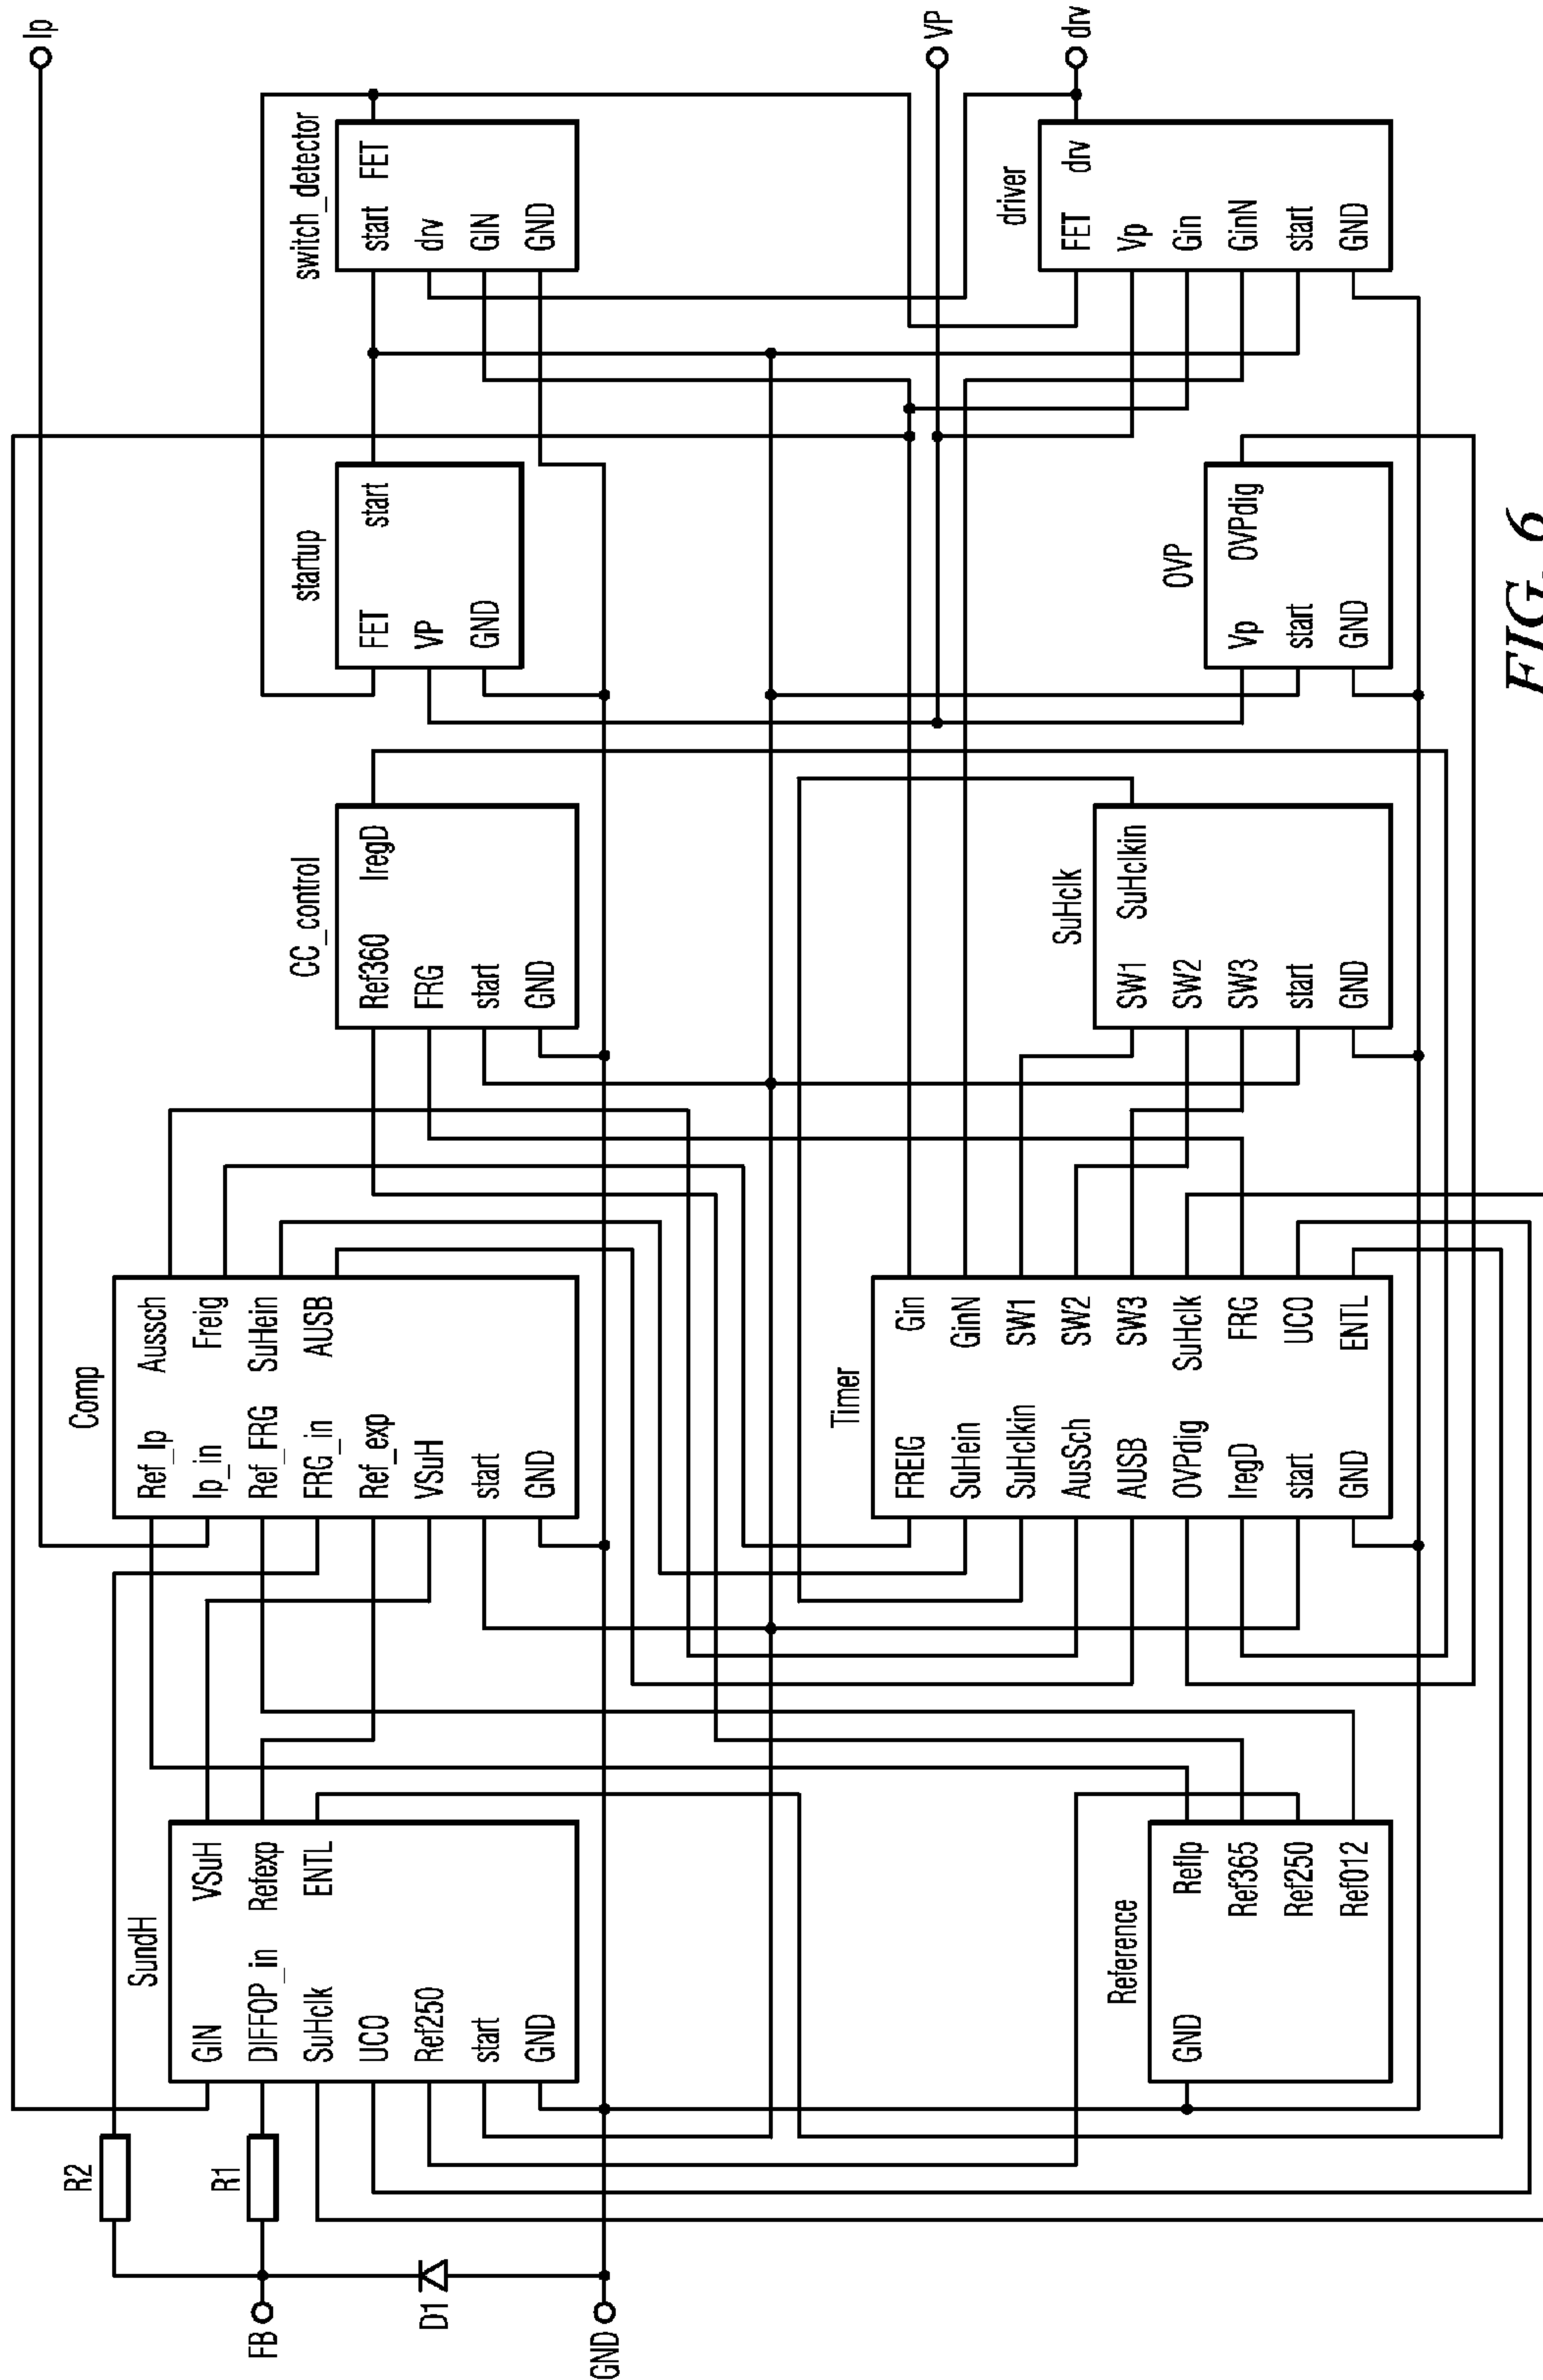 Ip
VP
drv
FB
GND
R2
R1
D1
SundH
GIN
DIFFOP_in
SuHclk
UCO
Ref250
start
GND
VSuH
Refexp
ENTL
Comp
Ref_Ip
Ip_in
Ref_FRG
FRG_in
Ref_exp
VSuH
start
GND
Aussch
Freig
SuHein
AUSB
CC_control
Ref360
FRG
start
GND
IregD
startup
FET
VP
GND
start
switch_detector
start
drv
GIN
GND
FET
Reference
GND
RefIp
Ref365
Ref250
Ref012
Timer
FREIG
SuHein
SuHclkin
AusSch
AUSB
OVPdig
IregD
start
GND
Gin
GinN
SW1
SW2
SW3
SuHclk
FRG
UCO
ENTL
SuHclk
SW1
SW2
SW3
start
GND
SuHclkin
OVP
Vp
start
GND
OVPdig
driver
FET
Vp
Gin
GinN
start
GND
drv
FIG. 6